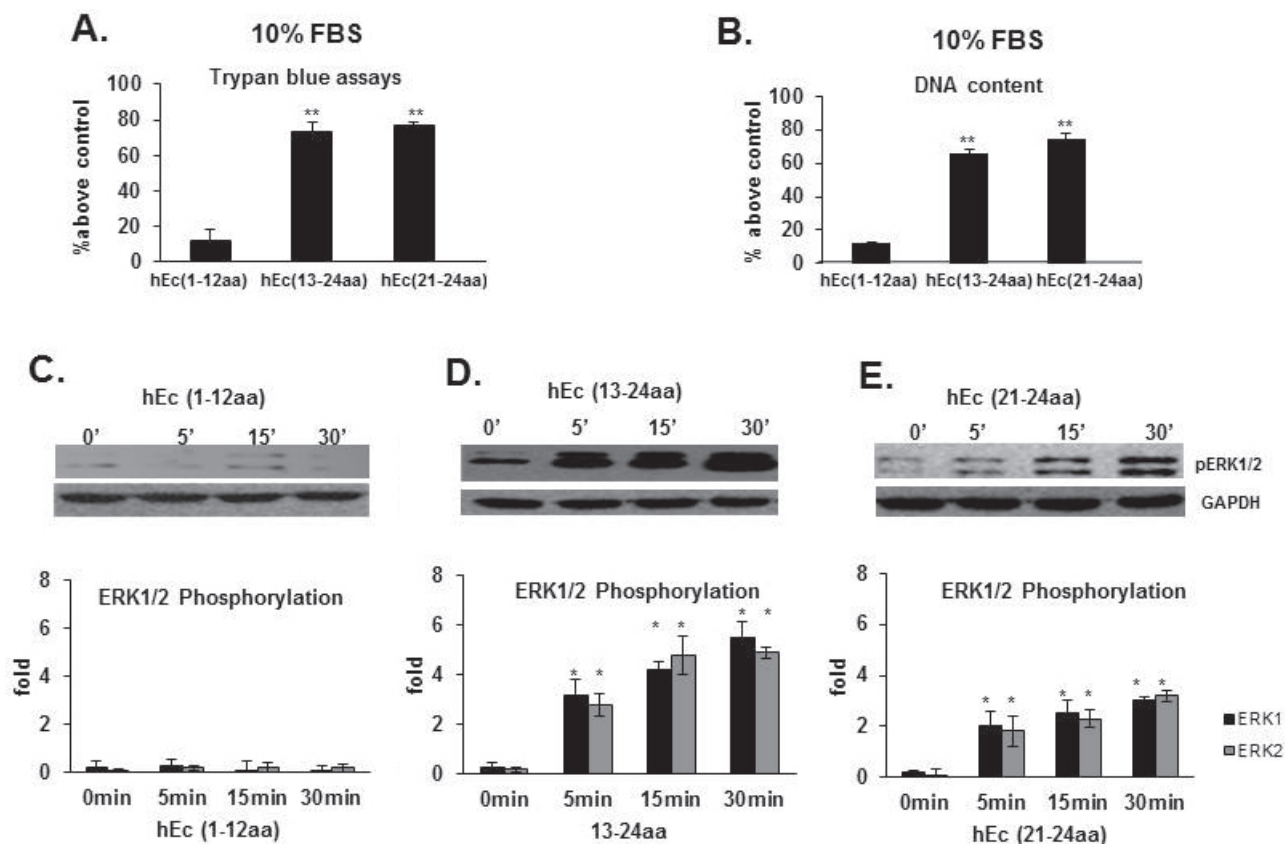 A.
10% FBS
Trypan blue assays
%above control
100
80
60
40
20
0
** **
hEc(1-12aa) hEc(13-24aa) hEc(21-24aa)
B.
10% FBS
DNA content
% above control
100
80
60
40
20
0
** **
hEc(1-12aa) hEc(13-24aa) hEc(21-24aa)
C.
hEc (1-12aa)
0' 5' 15' 30'
ERK1/2 Phosphorylation
fold
8
6
4
2
0
0min 5min 15min 30min
hEc (1-12aa)
D.
hEc (13-24aa)
0' 5' 15' 30'
ERK1/2 Phosphorylation
fold
8
6
4
2
0
* * * * * *
0min 5min 15min 30min
13-24aa
E.
hEc (21-24aa)
0' 5' 15' 30'
pERK1/2
GAPDH
ERK1/2 Phosphorylation
fold
8
6
4
2
0
* * * * * *
0min 5min 15min 30min
hEc (21-24aa)
ERK1
ERK2